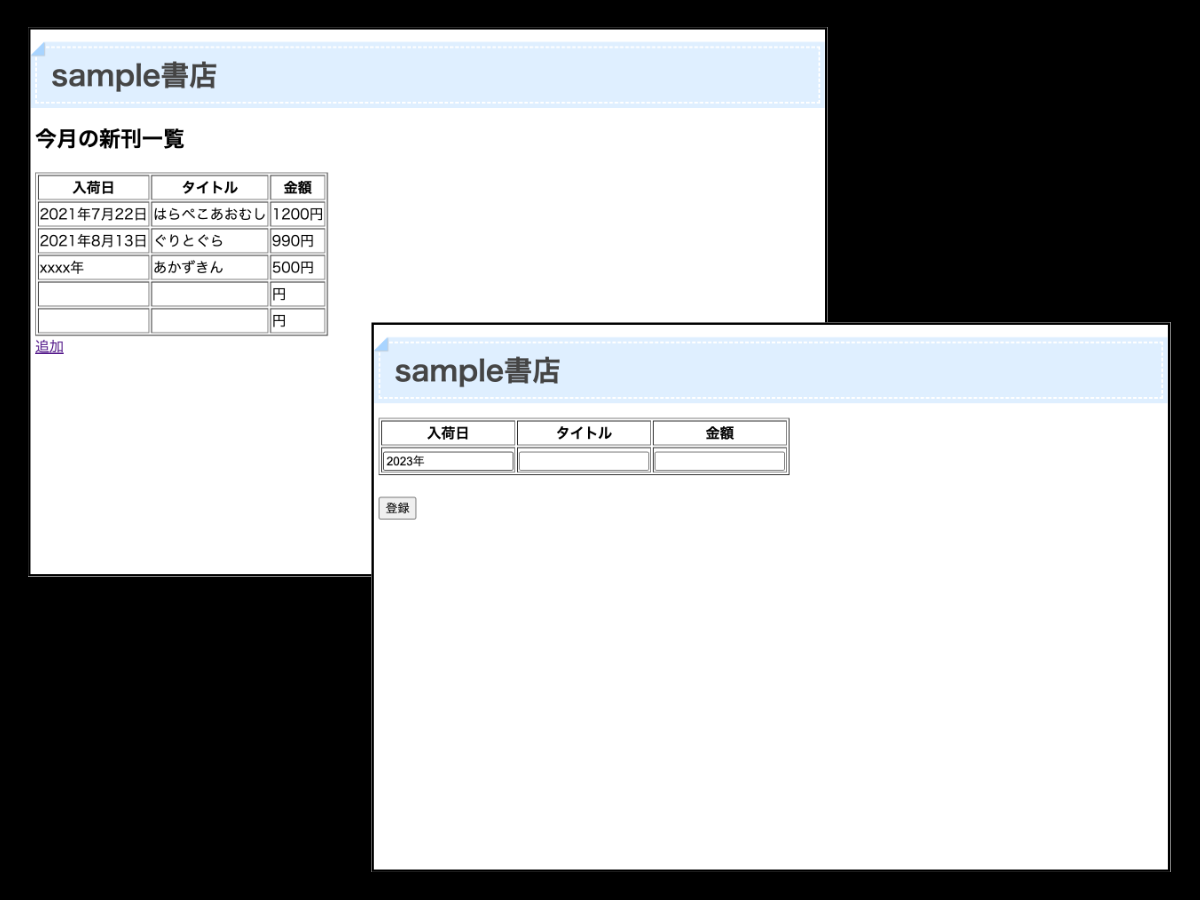 sample書店
今月の新刊一覧
入荷日 タイトル 金額
2021年7月22日 はらぺこあおむし 1200円
2021年8月13日 ぐりとぐら 990円
xxxx年 あかずきん 500円
円
円
追加
sample書店
入荷日 タイトル 金額
2023年
登録